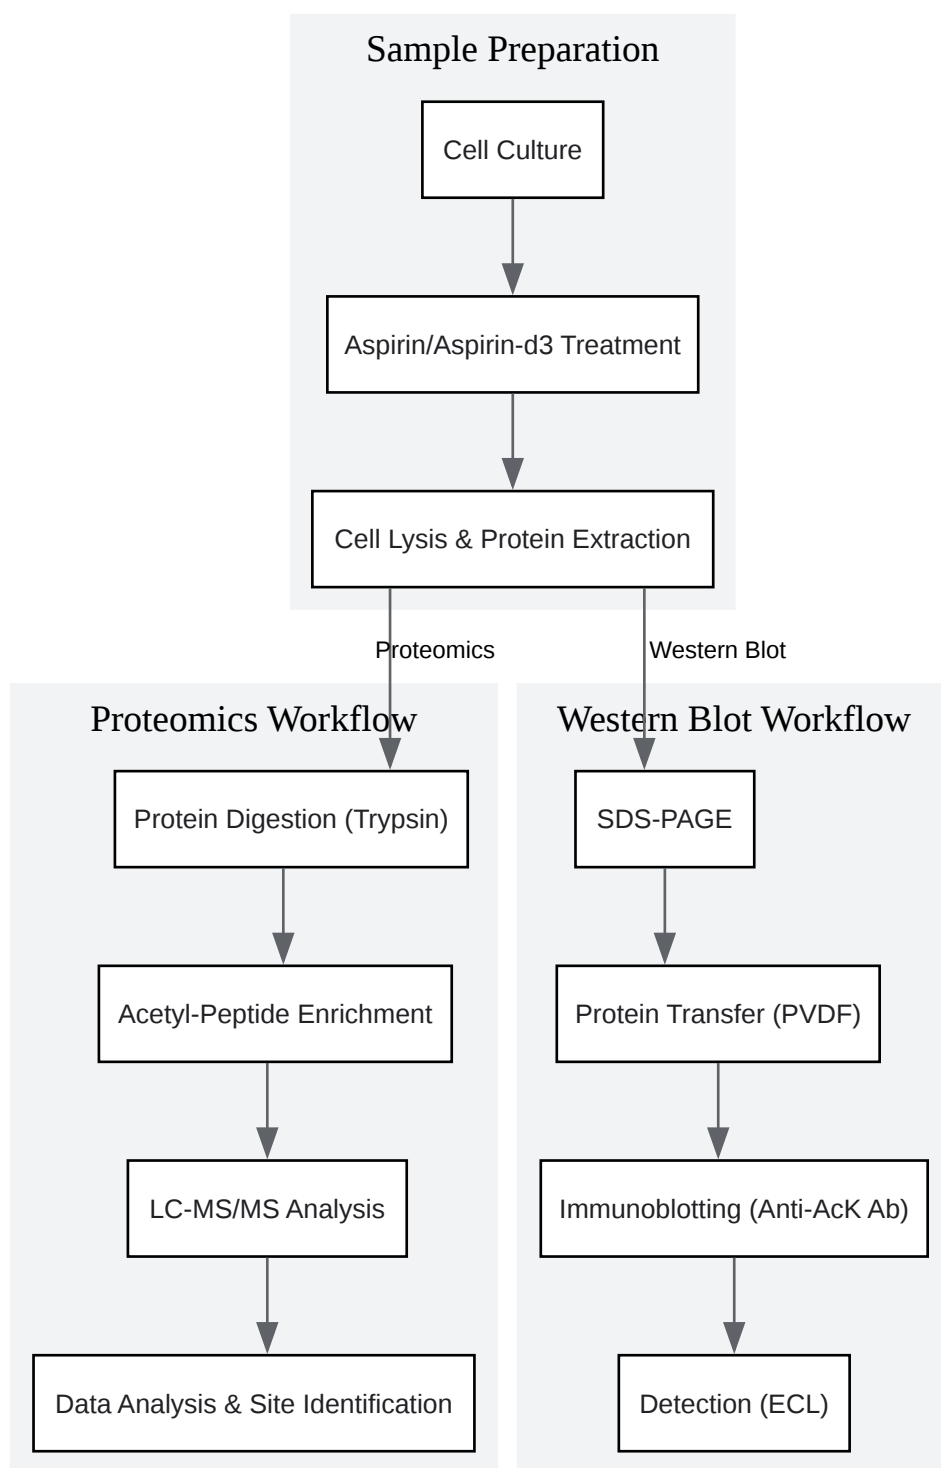 Sample Preparation
Cell Culture
Aspirin/Aspirin-d3 Treatment
Cell Lysis & Protein Extraction
Proteomics
Western Blot
Proteomics Workflow
Protein Digestion (Trypsin)
Acetyl-Peptide Enrichment
LC-MS/MS Analysis
Data Analysis & Site Identification
Western Blot Workflow
SDS-PAGE
Protein Transfer (PVDF)
Immunoblotting (Anti-AcK Ab)
Detection (ECL)